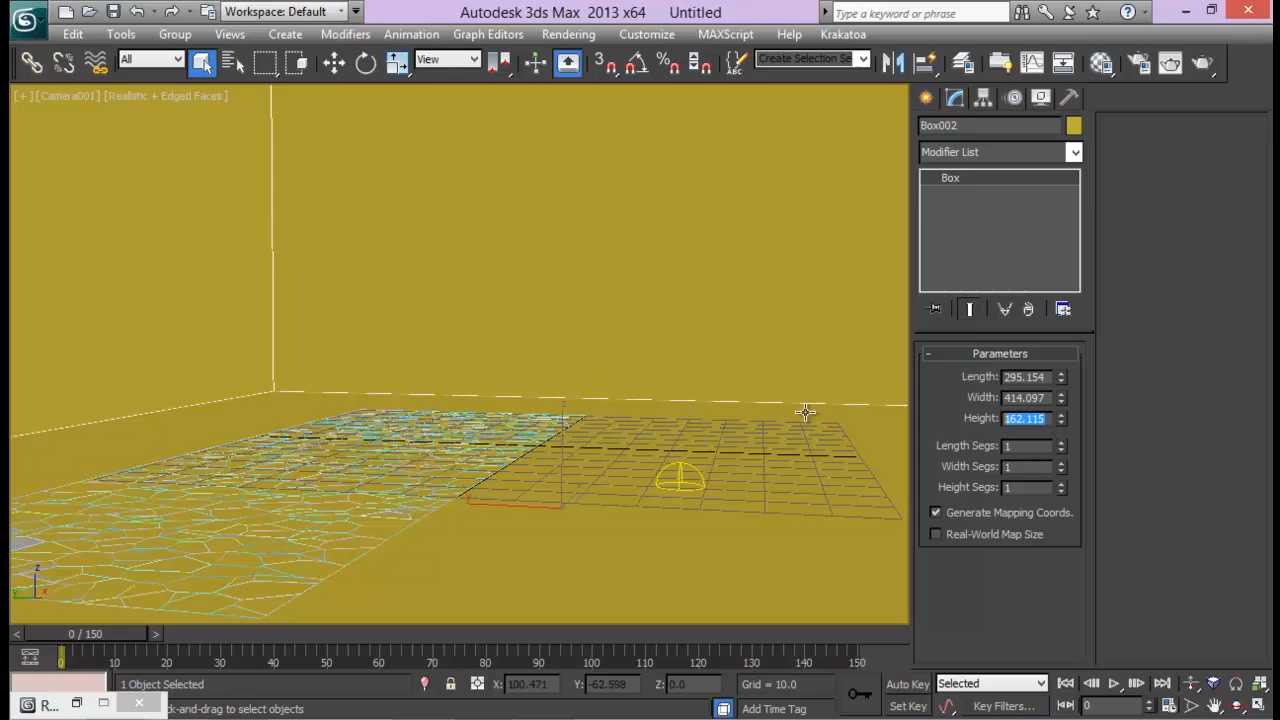 Workspace: Default
Autodesk 3ds Max 2013 x64 Untitled
Type a keyword or phrase
Edit Tools Group Views Create Modifiers Animation Graph Editors Rendering Customize MAXScript Help Krakatoa
All
View
3
Create Selection Se
[+] [Camera001] [Realistic + Edged Faces]
Box002
Modifier List
Box
- Parameters
Length: 295.154
Width: 414.097
Height: 162.115
Length Segs: 1
Width Segs: 1
Height Segs: 1
Generate Mapping Coords.
Real-World Map Size
z
x
< 0 / 150 >
0 10 20 30 40 50 60 70 80 90 100 110 120 130 140 150
1 Object Selected
X: 100.471 Y: -62.598 Z: 0.0
Grid = 10.0
Auto Key
Selected
R...
ck-and-drag to select objects
Add Time Tag
Set Key
Key Filters...
0